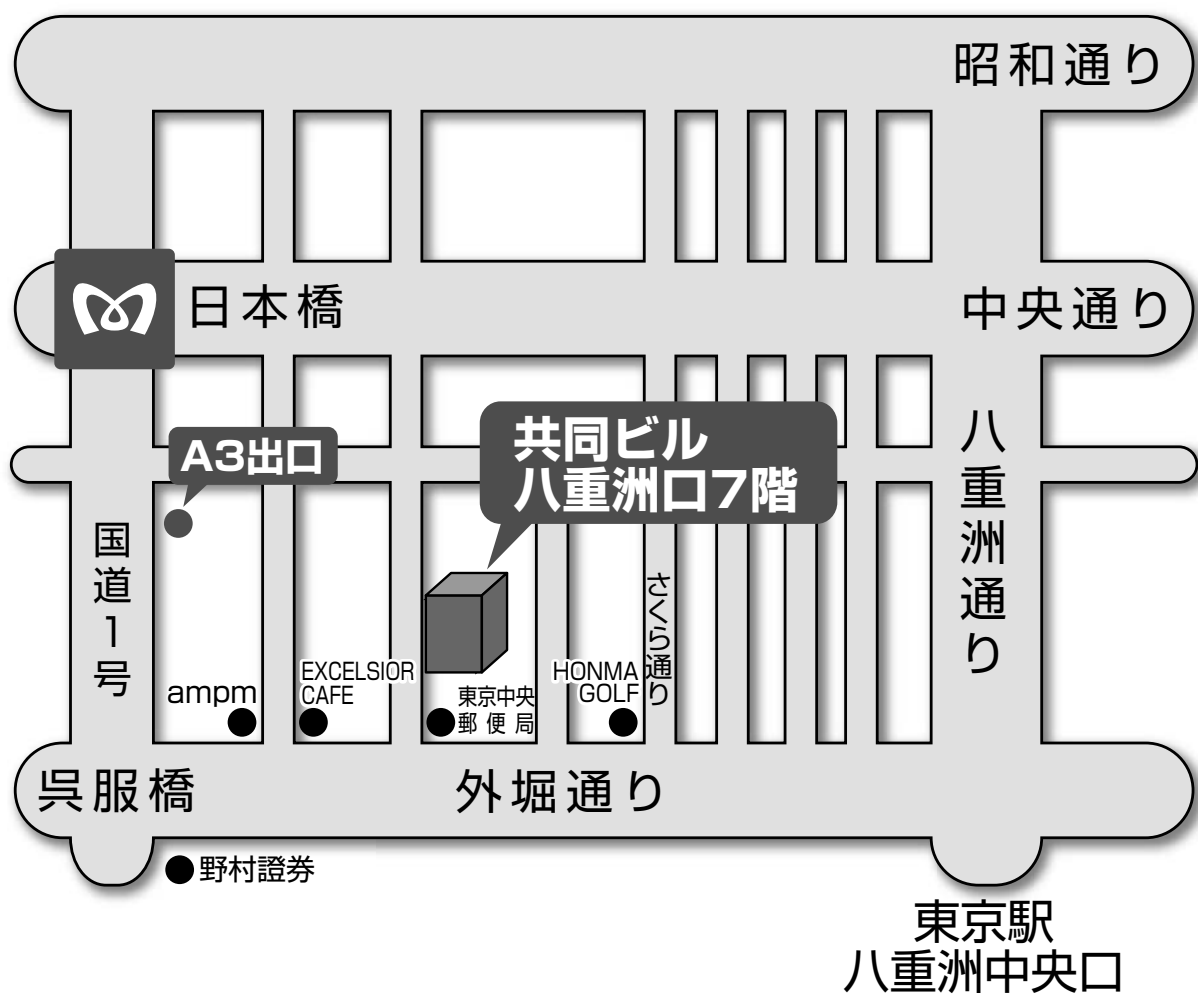 昭和通り
日本橋
中央通り
A3出口
共同ビル
八重洲口7階
八重洲通り
国道1号
さくら通り
ampm
EXCELSIOR
CAFE
東京中央
郵便局
HONMA
GOLF
呉服橋
外堀通り
野村證券
東京駅
八重洲中央口